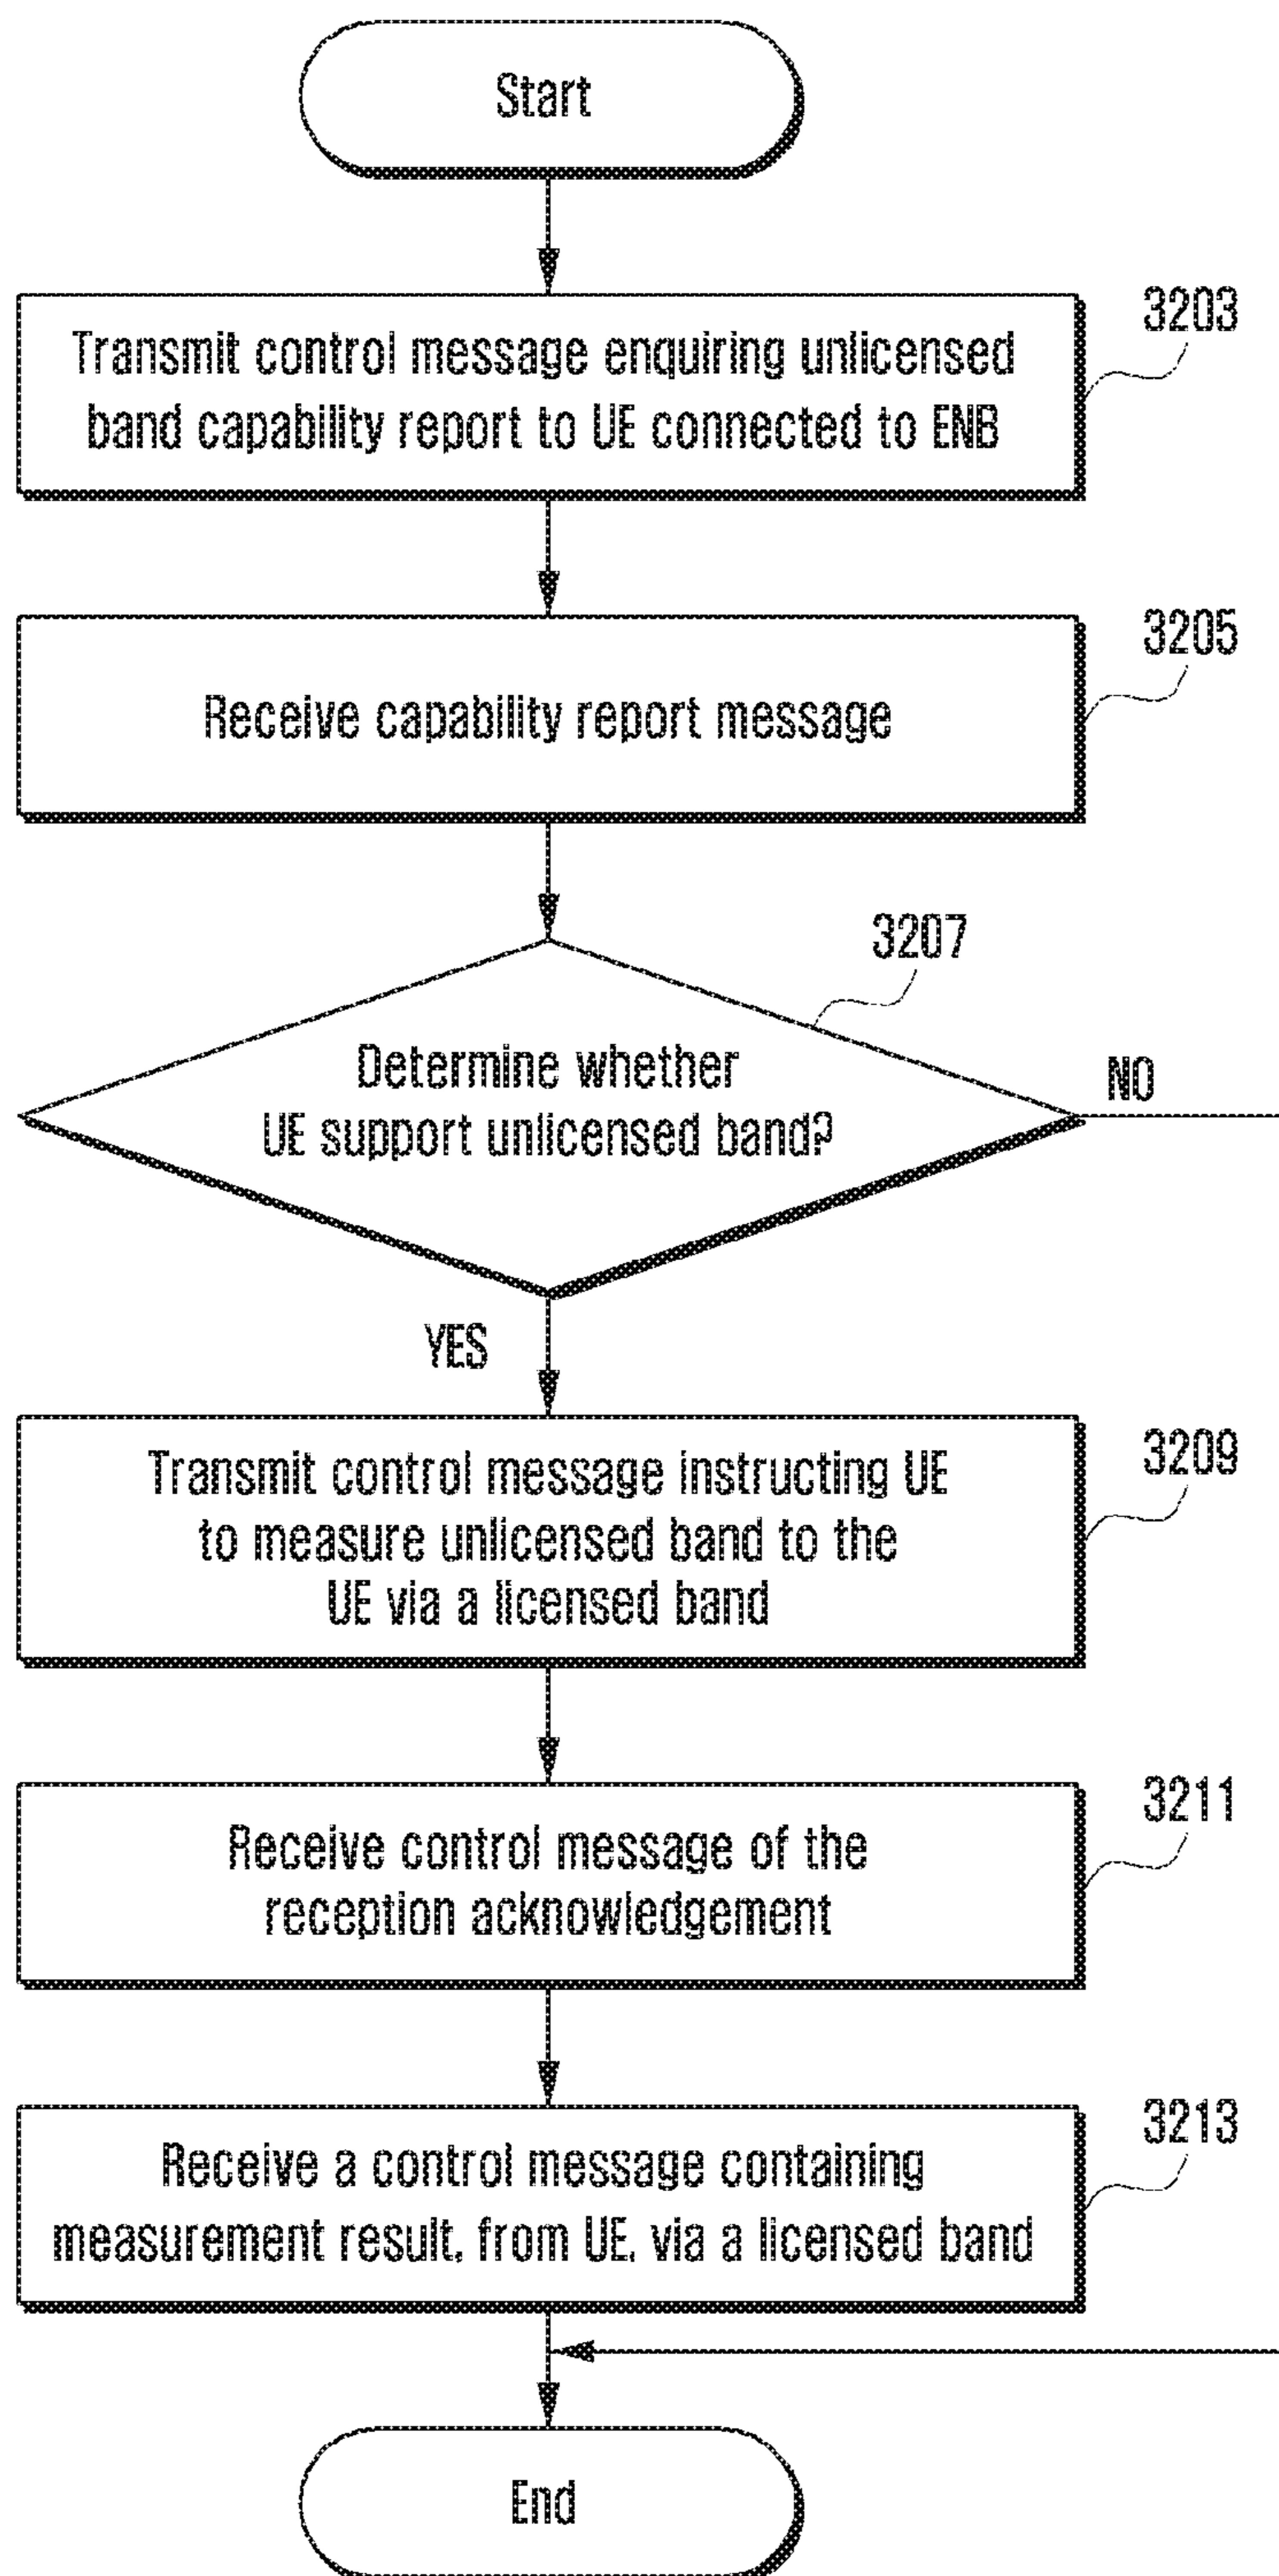 Start
3203
Transmit control message enquiring unlicensed
band capability report to UE connected to ENB
3205
Receive capability report message
3207
Determine whether
UE support unlicensed band?
NO
YES
3209
Transmit control message instructing UE
to measure unlicensed band to the
UE via a licensed band
3211
Receive control message of the
reception acknowledgement
3213
Receive a control message containing
measurement result, from UE, via a licensed band
End